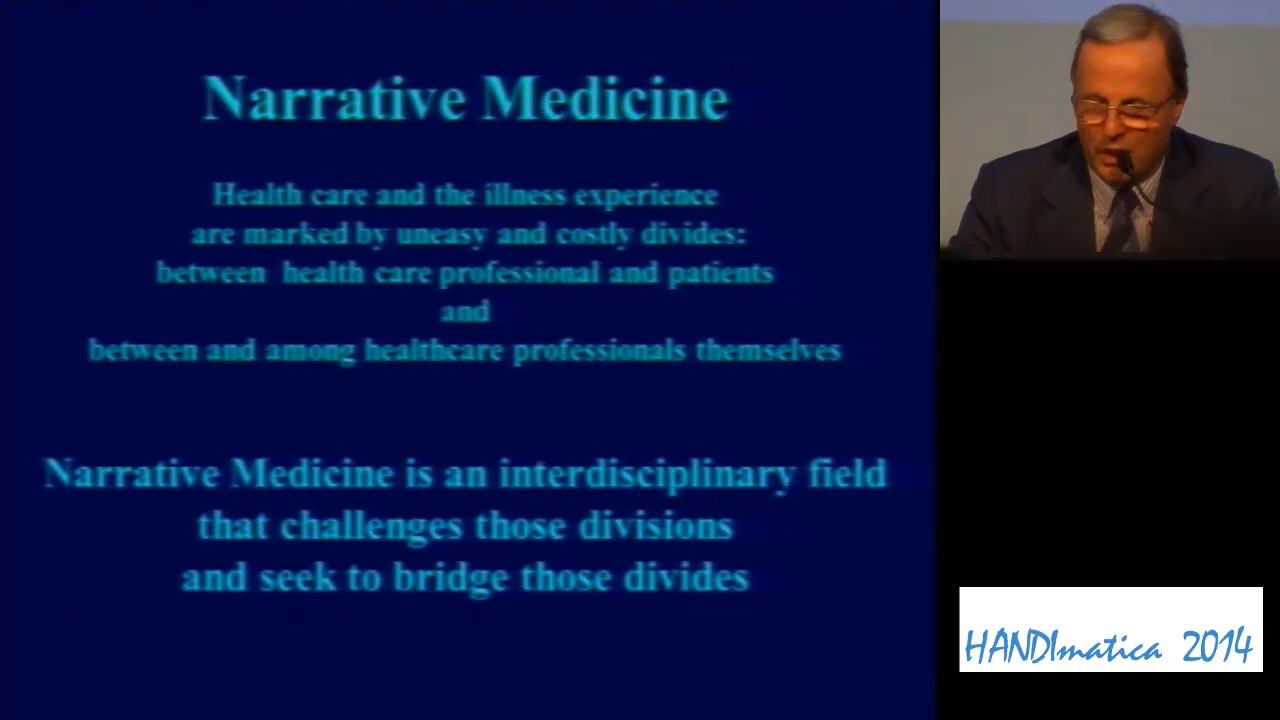 Narrative Medicine
Health care and the illness experience
are marked by uneasy and costly divides:
between health care professional and patients
and
between and among healthcare professionals themselves
Narrative Medicine is an interdisciplinary field
that challenges those divisions
and seek to bridge those divides
HANDImatica 2014